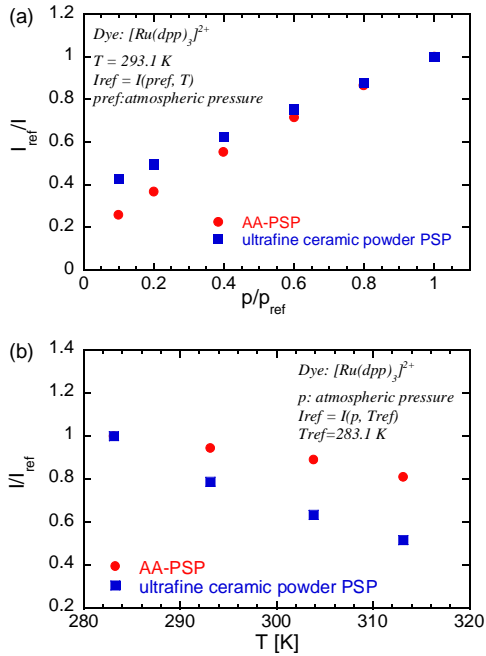 (a)
1.2
1
0.8
0.6
0.4
0.2
0
I_ref/I
Dye: [Ru(dpp)₃]²⁺
T = 293.1 K
Iref = I(pref, T)
pref:atmospheric pressure
AA-PSP
ultrafine ceramic powder PSP
0 0.2 0.4 0.6 0.8 1
p/p_ref
(b)
1.4
1.2
1
0.8
0.6
0.4
0.2
I/I_ref
Dye: [Ru(dpp)₃]²⁺
p: atmospheric pressure
Iref = I(p, Tref)
Tref=283.1 K
AA-PSP
ultrafine ceramic powder PSP
280 290 300 310 320
T [K]